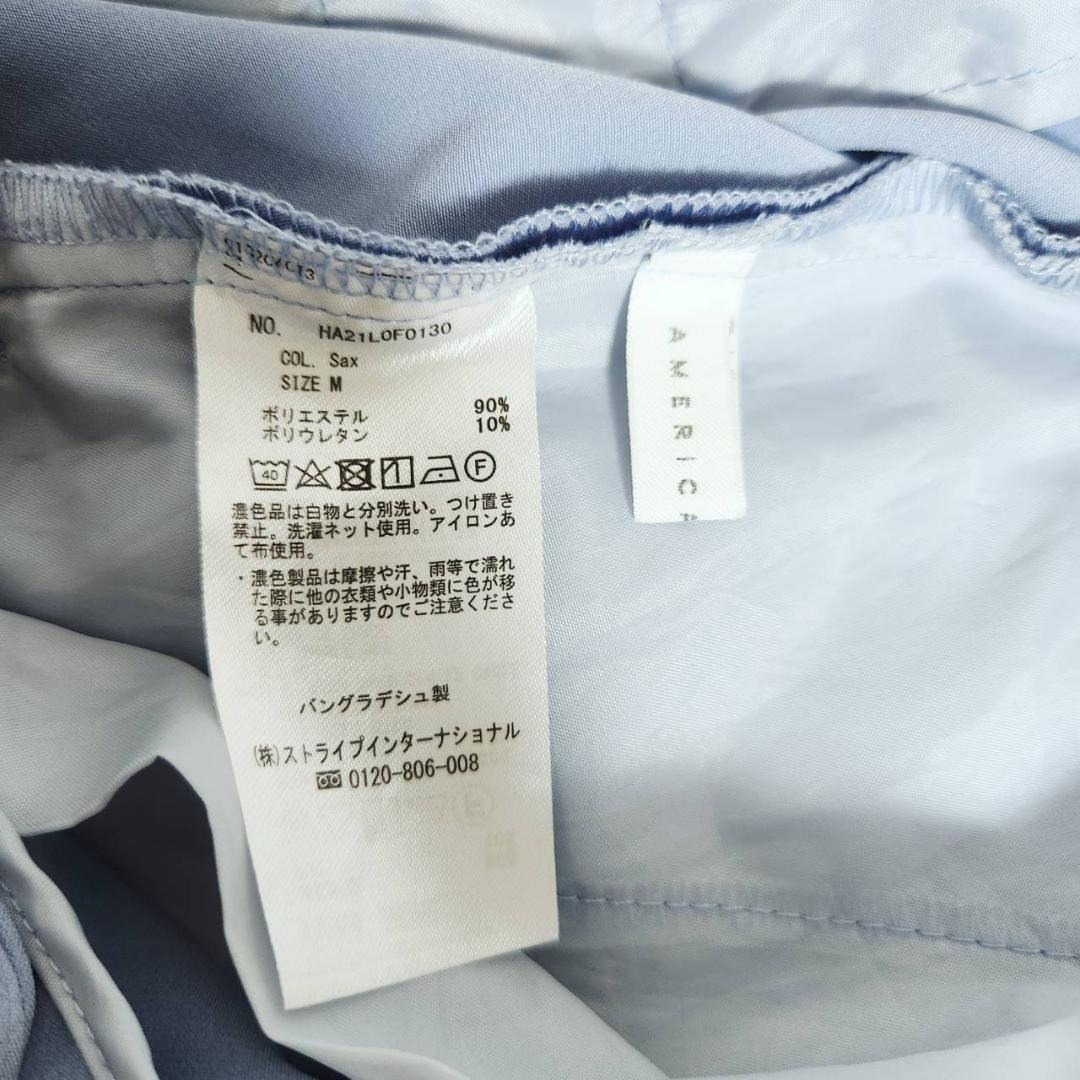 NO. HA21L0F0130
COL. Sax
SIZE M
ポリエステル 90%
ポリウレタン 10%
40 F
濃色品は白物と分別洗い。つけ置き
禁止。洗濯ネット使用。アイロンあ
て布使用。
・濃色製品は摩擦や汗、雨等で濡れ
た際に他の衣類や小物類に色が移
る事がありますのでご注意くださ
い。
バングラデシュ製
(株)ストライプインターナショナル
0120-806-008
AMERICA